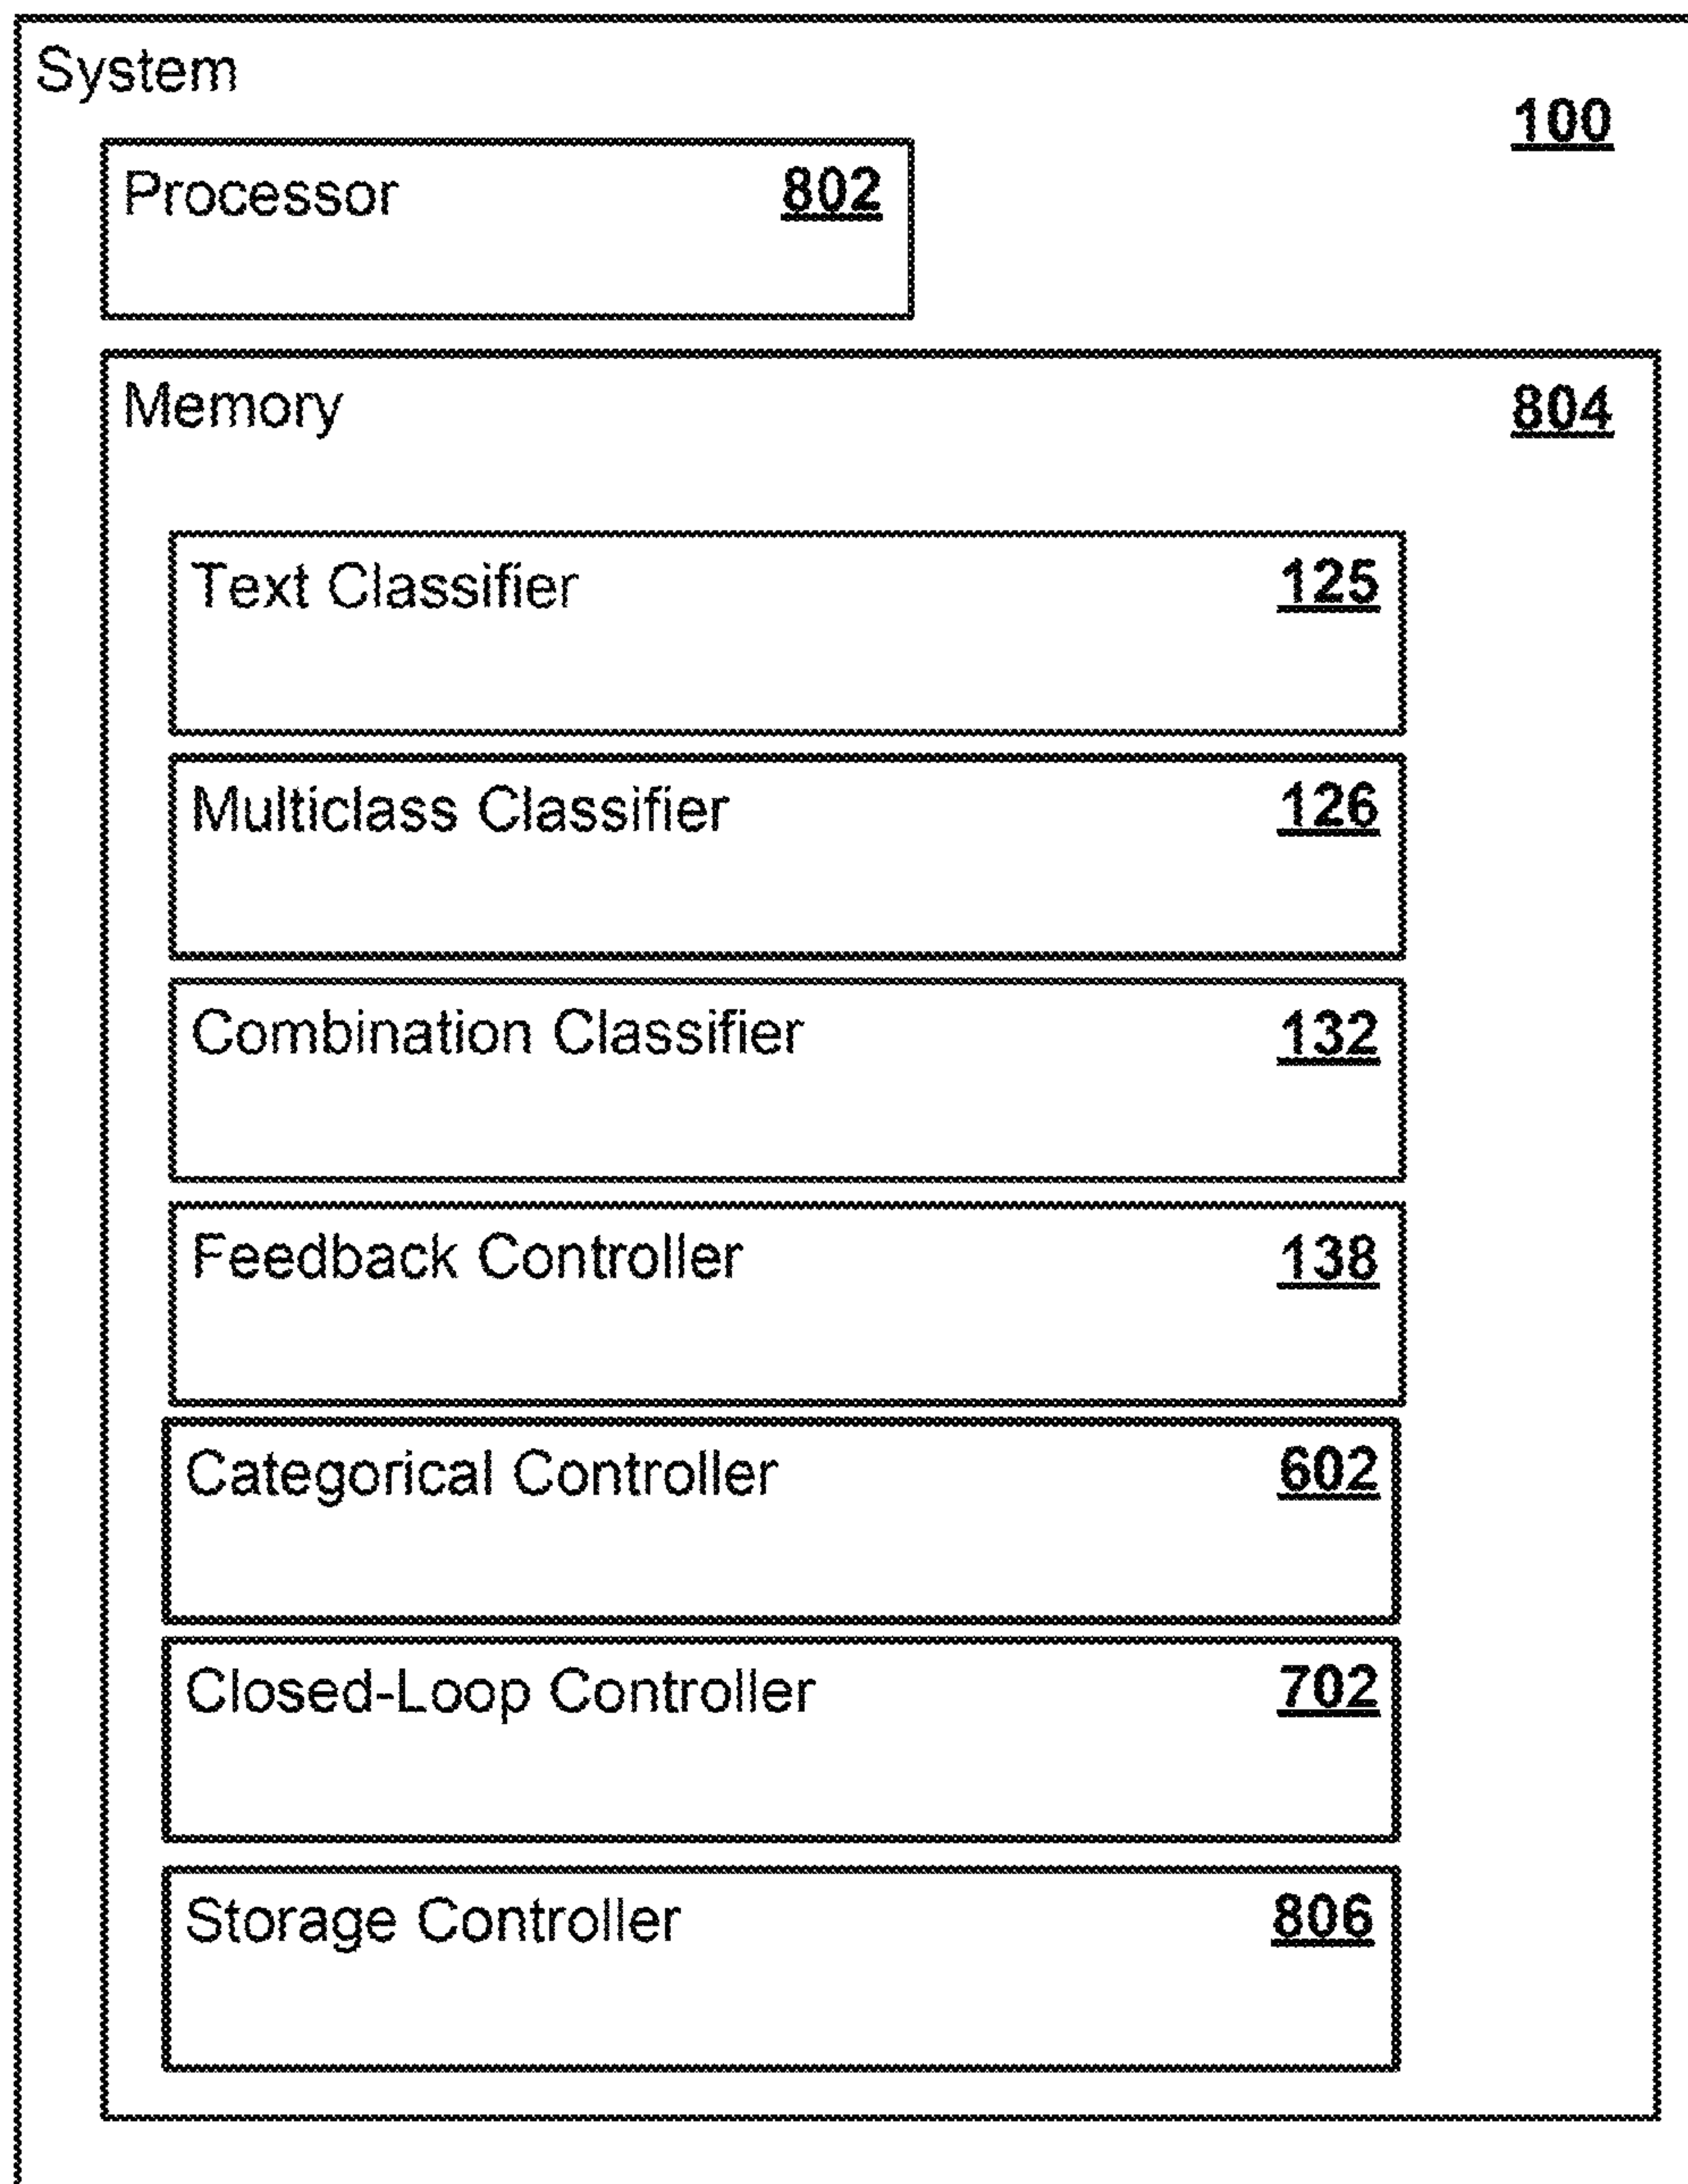 System
100
Processor 802
Memory 804
Text Classifier 125
Multiclass Classifier 126
Combination Classifier 132
Feedback Controller 138
Categorical Controller 602
Closed-Loop Controller 702
Storage Controller 806